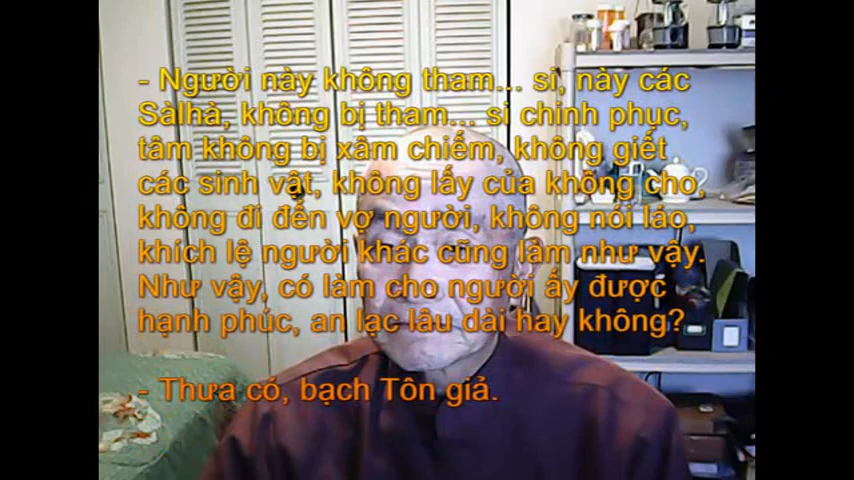 - Người này không tham... si, này các
Sàlhà, không bị tham... si chinh phục,
tâm không bị xâm chiếm, không giết
các sinh vật, không lấy của không cho,
không đi đến vợ người, không nói láo,
khích lệ người khác cũng làm như vậy.
Như vậy, có làm cho người ấy được
hạnh phúc, an lạc lâu dài hay không?
- Thưa có, bạch Tôn giả.